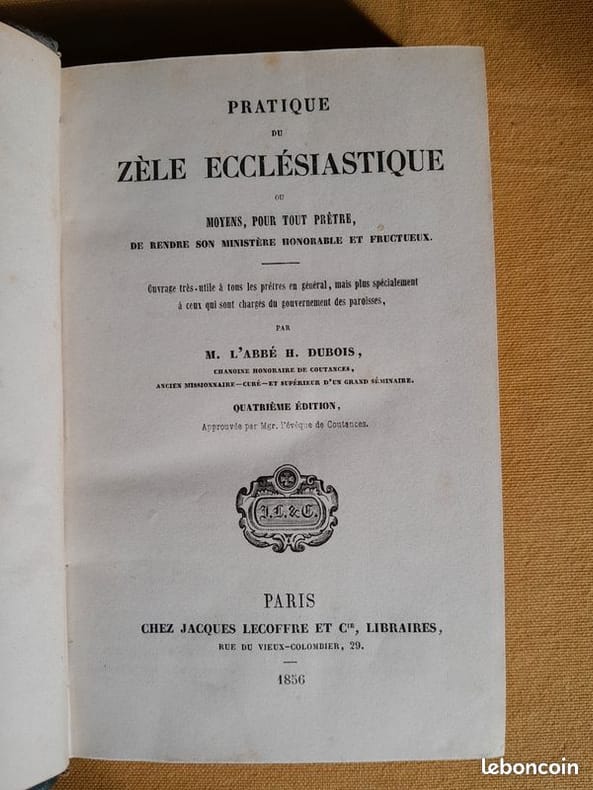 PRATIQUE
DU
ZÈLE ECCLÉSIASTIQUE
OU
MOYENS, POUR TOUT PRÊTRE,
DE RENDRE SON MINISTÈRE HONORABLE ET FRUCTUEUX.
Ouvrage très-utile à tous les prêtres en général, mais plus spécialement
à ceux qui sont chargés du gouvernement des paroisses,
PAR
M. L'ABBÉ H. DUBOIS,
CHANOINE HONORAIRE DE COUTANCES,
ANCIEN MISSIONNAIRE—CURÉ—ET SUPÉRIEUR D'UN GRAND SÉMINAIRE.
QUATRIÈME ÉDITION,
Approuvée par Mgr. l'évêque de Coutances.
J.L.&C.
PARIS
CHEZ JACQUES LECOFFRE ET Cie, LIBRAIRES,
RUE DU VIEUX-COLOMBIER, 29.
1856
leboncoin